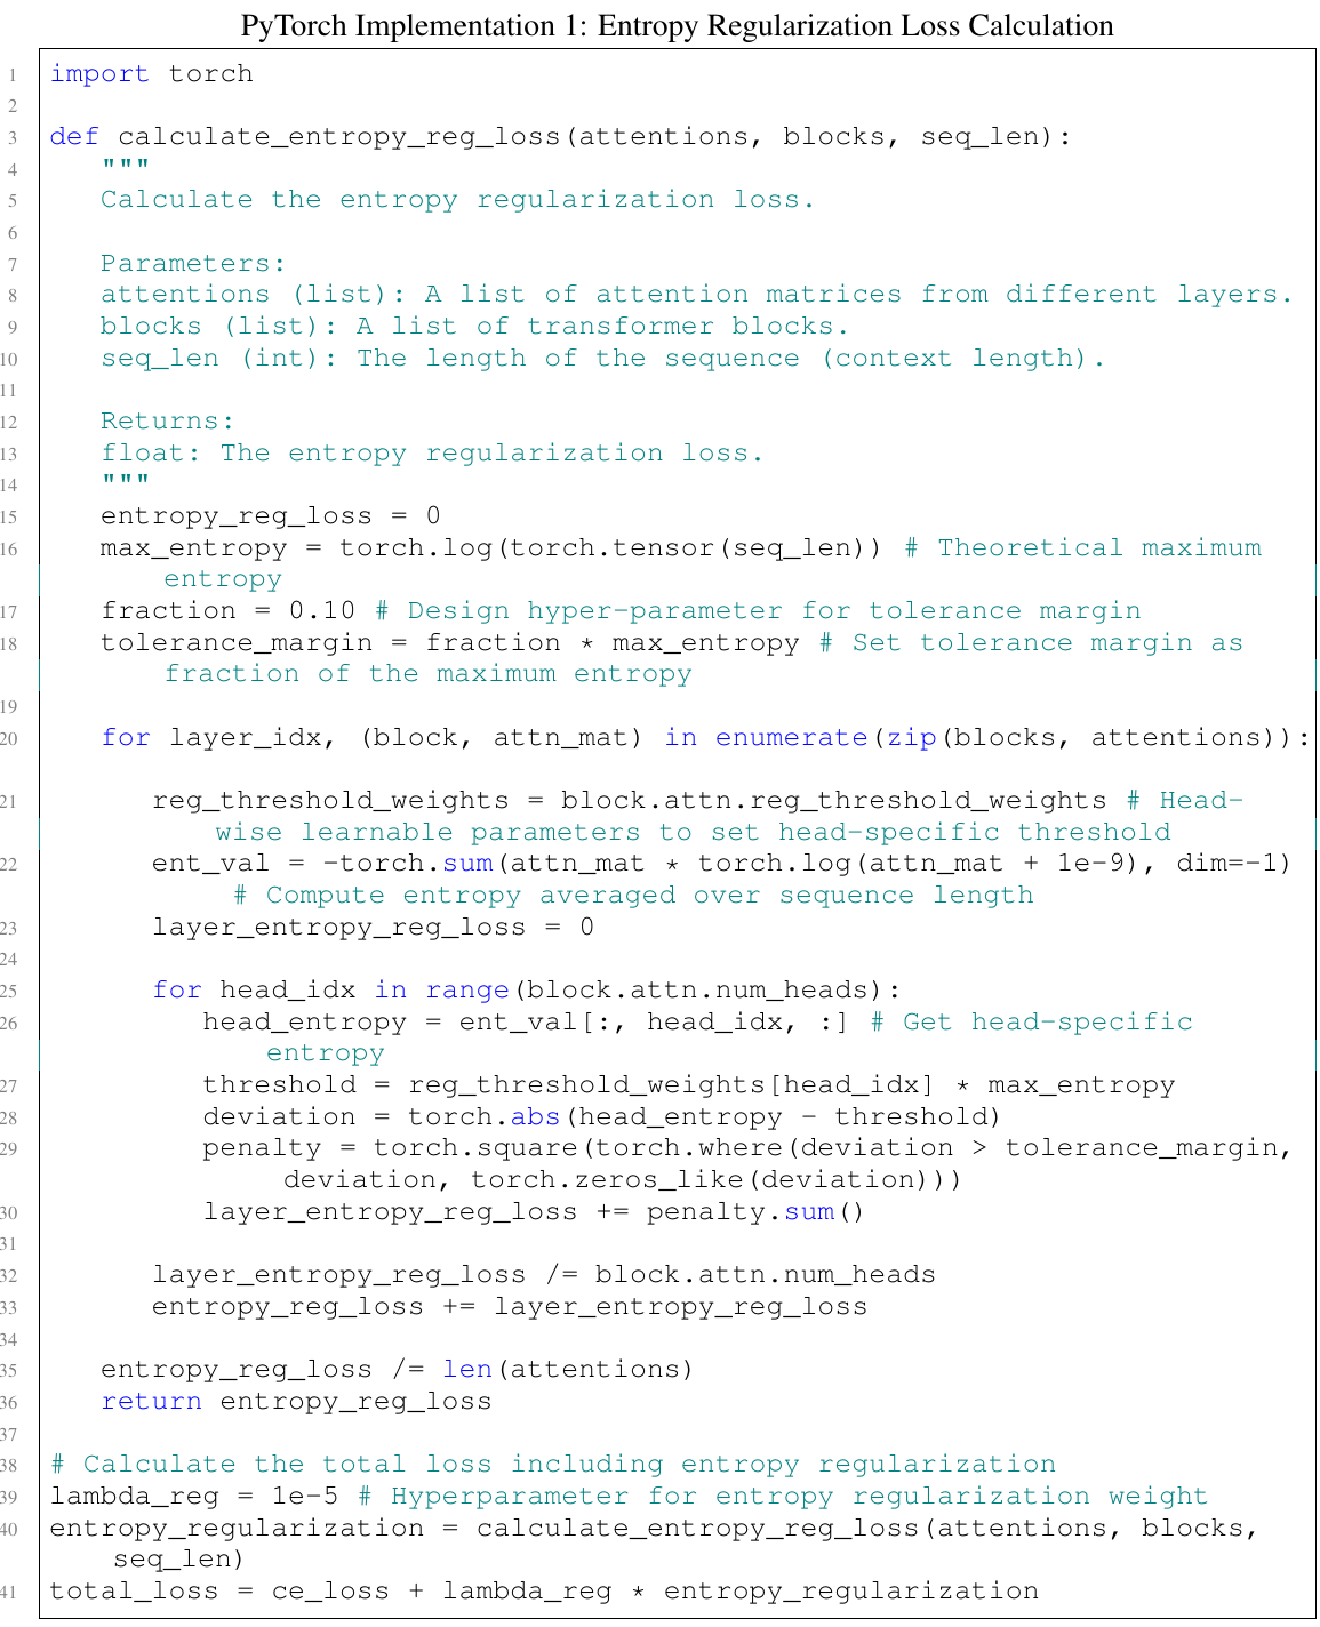 PyTorch Implementation 1: Entropy Regularization Loss Calculation
1 import torch
2
3 def calculate_entropy_reg_loss(attentions, blocks, seq_len):
4 """
5 Calculate the entropy regularization loss.
6
7 Parameters:
8 attentions (list): A list of attention matrices from different layers.
9 blocks (list): A list of transformer blocks.
10 seq_len (int): The length of the sequence (context length).
11
12 Returns:
13 float: The entropy regularization loss.
14 """
15 entropy_reg_loss = 0
16 max_entropy = torch.log(torch.tensor(seq_len)) # Theoretical maximum
entropy
17 fraction = 0.10 # Design hyper-parameter for tolerance margin
18 tolerance_margin = fraction * max_entropy # Set tolerance margin as
fraction of the maximum entropy
19
20 for layer_idx, (block, attn_mat) in enumerate(zip(blocks, attentions)):
21 reg_threshold_weights = block.attn.reg_threshold_weights # Head-
wise learnable parameters to set head-specific threshold
22 ent_val = -torch.sum(attn_mat * torch.log(attn_mat + 1e-9), dim=-1)
# Compute entropy averaged over sequence length
23 layer_entropy_reg_loss = 0
24
25 for head_idx in range(block.attn.num_heads):
26 head_entropy = ent_val[:, head_idx, :] # Get head-specific
entropy
27 threshold = reg_threshold_weights[head_idx] * max_entropy
28 deviation = torch.abs(head_entropy - threshold)
29 penalty = torch.square(torch.where(deviation > tolerance_margin,
deviation, torch.zeros_like(deviation)))
30 layer_entropy_reg_loss += penalty.sum()
31
32 layer_entropy_reg_loss /= block.attn.num_heads
33 entropy_reg_loss += layer_entropy_reg_loss
34
35 entropy_reg_loss /= len(attentions)
36 return entropy_reg_loss
37
38 # Calculate the total loss including entropy regularization
39 lambda_reg = 1e-5 # Hyperparameter for entropy regularization weight
40 entropy_regularization = calculate_entropy_reg_loss(attentions, blocks,
seq_len)
41 total_loss = ce_loss + lambda_reg * entropy_regularization